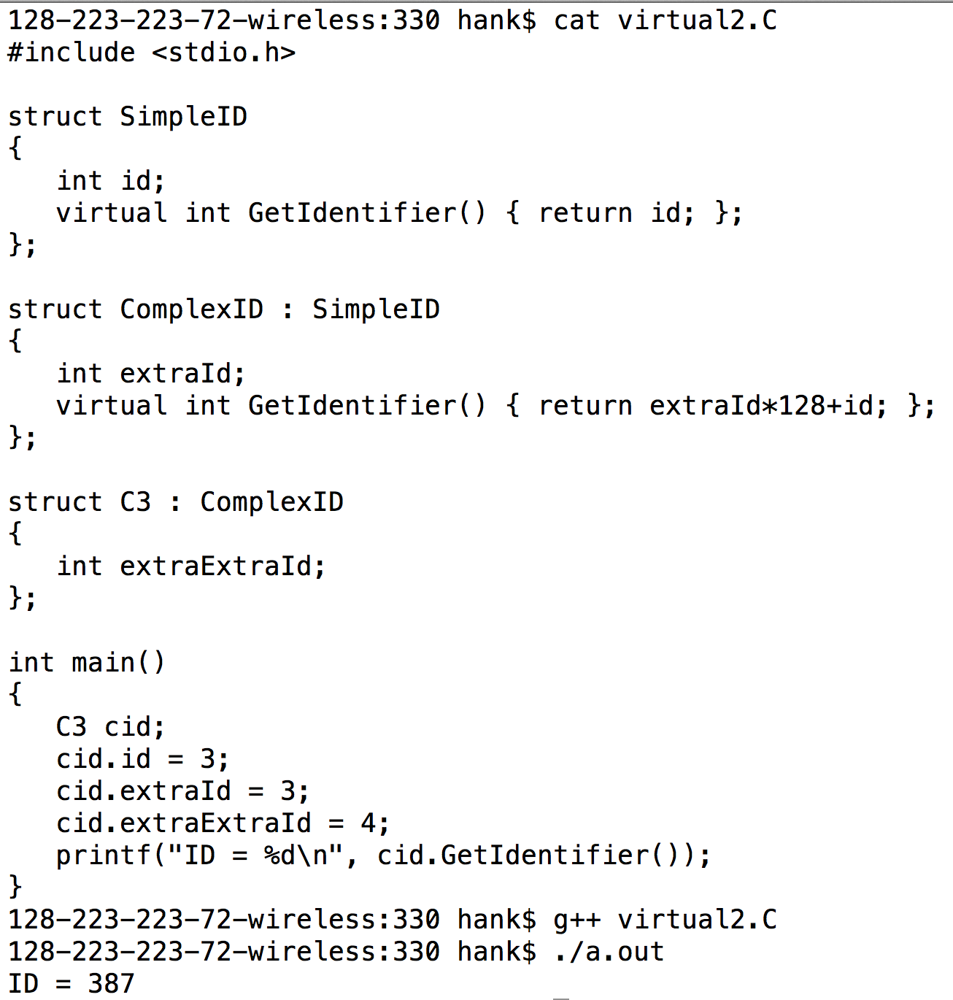 128-223-223-72-wireless:330 hank$ cat virtual2.C
#include <stdio.h>
struct SimpleID
{
   int id;
   virtual int GetIdentifier() { return id; };
};
struct ComplexID : SimpleID
{
   int extraId;
   virtual int GetIdentifier() { return extraId*128+id; };
};
struct C3 : ComplexID
{
   int extraExtraId;
};
int main()
{
   C3 cid;
   cid.id = 3;
   cid.extraId = 3;
   cid.extraExtraId = 4;
   printf("ID = %d\n", cid.GetIdentifier());
}
128-223-223-72-wireless:330 hank$ g++ virtual2.C
128-223-223-72-wireless:330 hank$ ./a.out
ID = 387